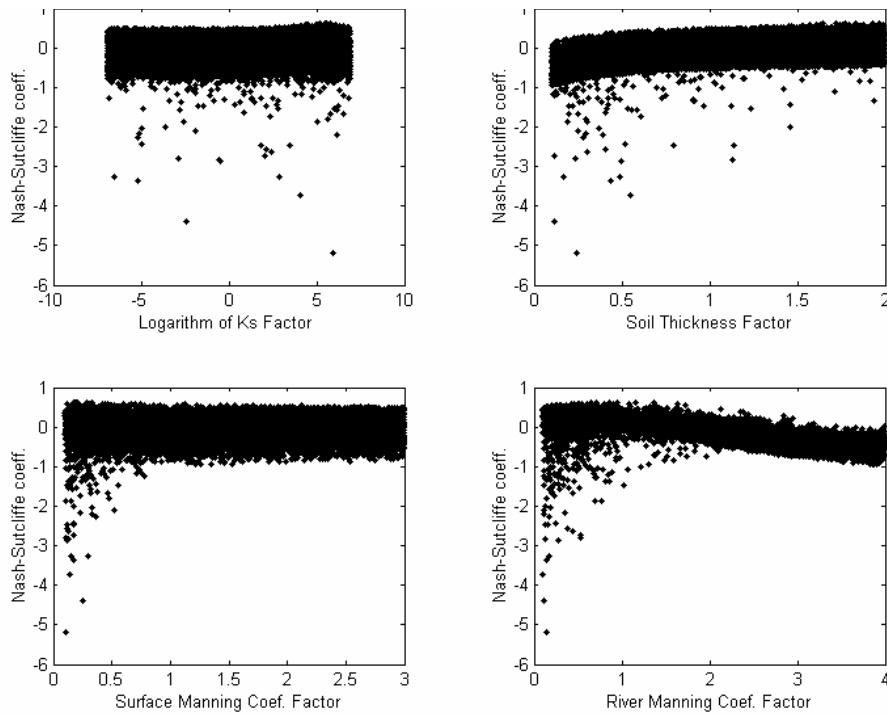 1
0
-1
-2
-3
-4
-5
-6
Nash-Sutcliffe coeff.
-10 -5 0 5 10
Logarithm of Ks Factor
1
0
-1
-2
-3
-4
-5
-6
Nash-Sutcliffe coeff.
0 0.5 1 1.5 2
Soil Thickness Factor
1
0
-1
-2
-3
-4
-5
-6
Nash-Sutcliffe coeff.
0 0.5 1 1.5 2 2.5 3
Surface Manning Coef. Factor
1
0
-1
-2
-3
-4
-5
-6
Nash-Sutcliffe coeff.
0 1 2 3 4
River Manning Coef. Factor